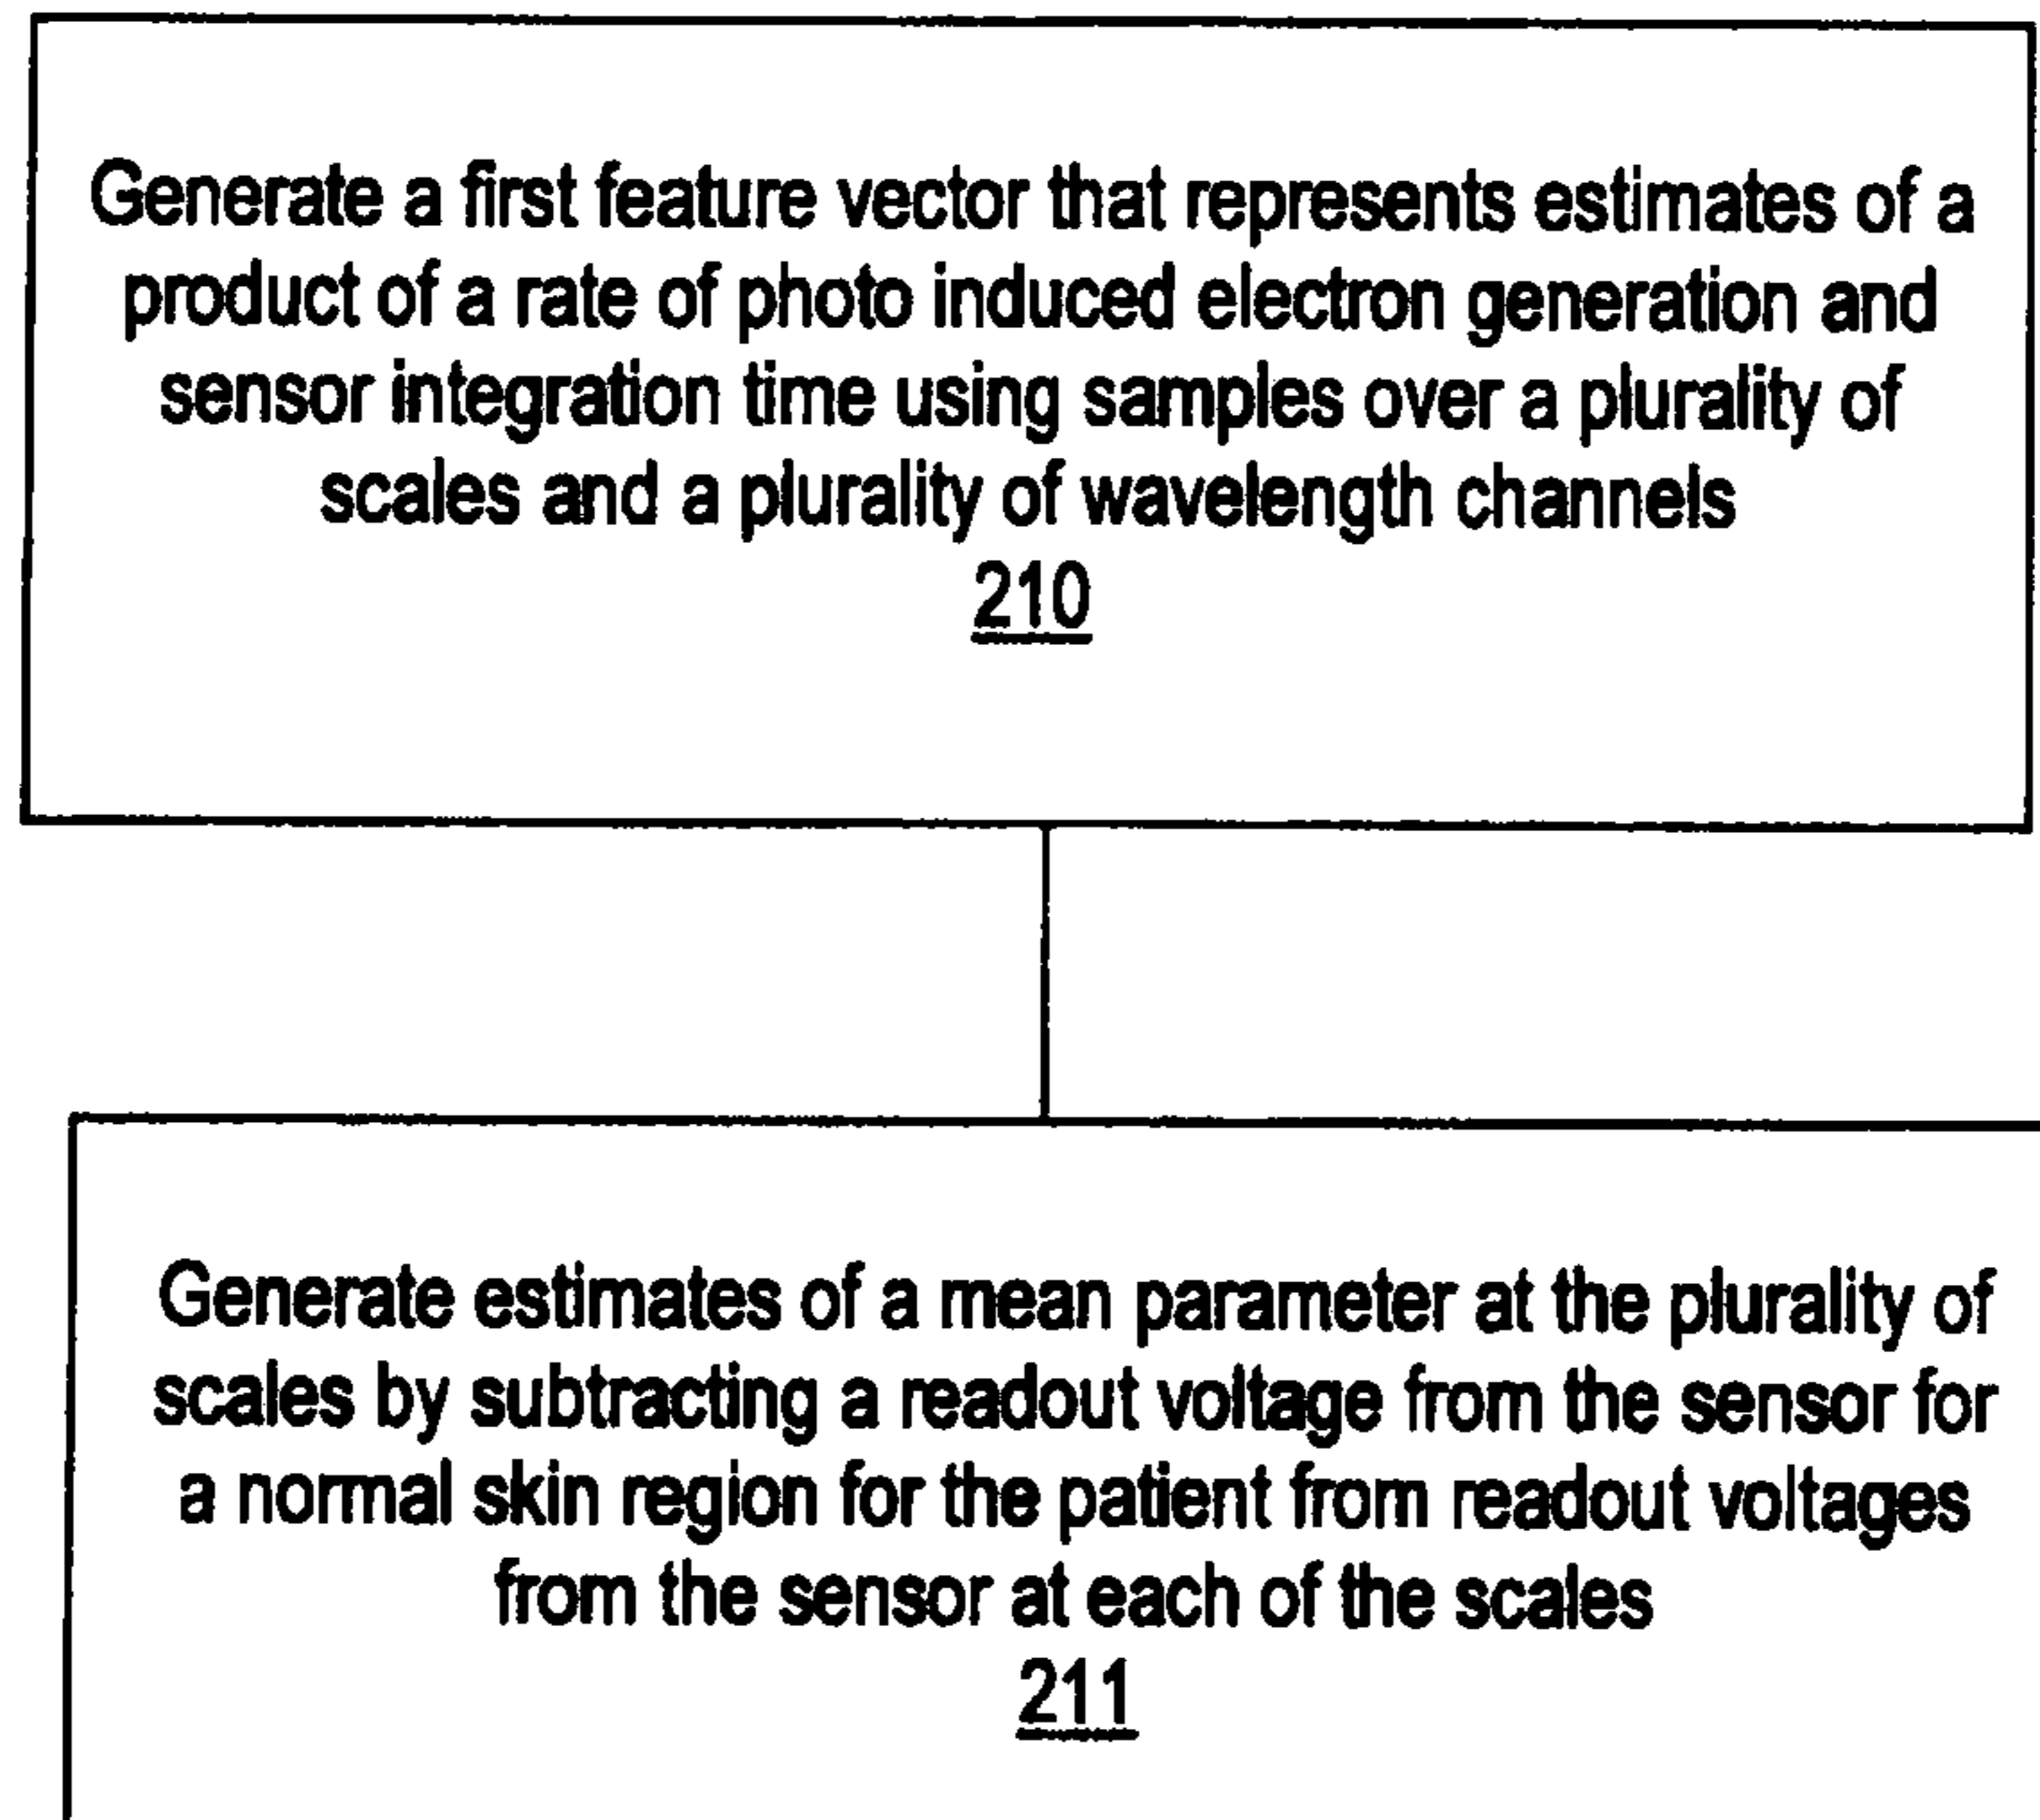 Generate a first feature vector that represents estimates of a
product of a rate of photo induced electron generation and
sensor integration time using samples over a plurality of
scales and a plurality of wavelength channels
210
Generate estimates of a mean parameter at the plurality of
scales by subtracting a readout voltage from the sensor for
a normal skin region for the patient from readout voltages
from the sensor at each of the scales
211